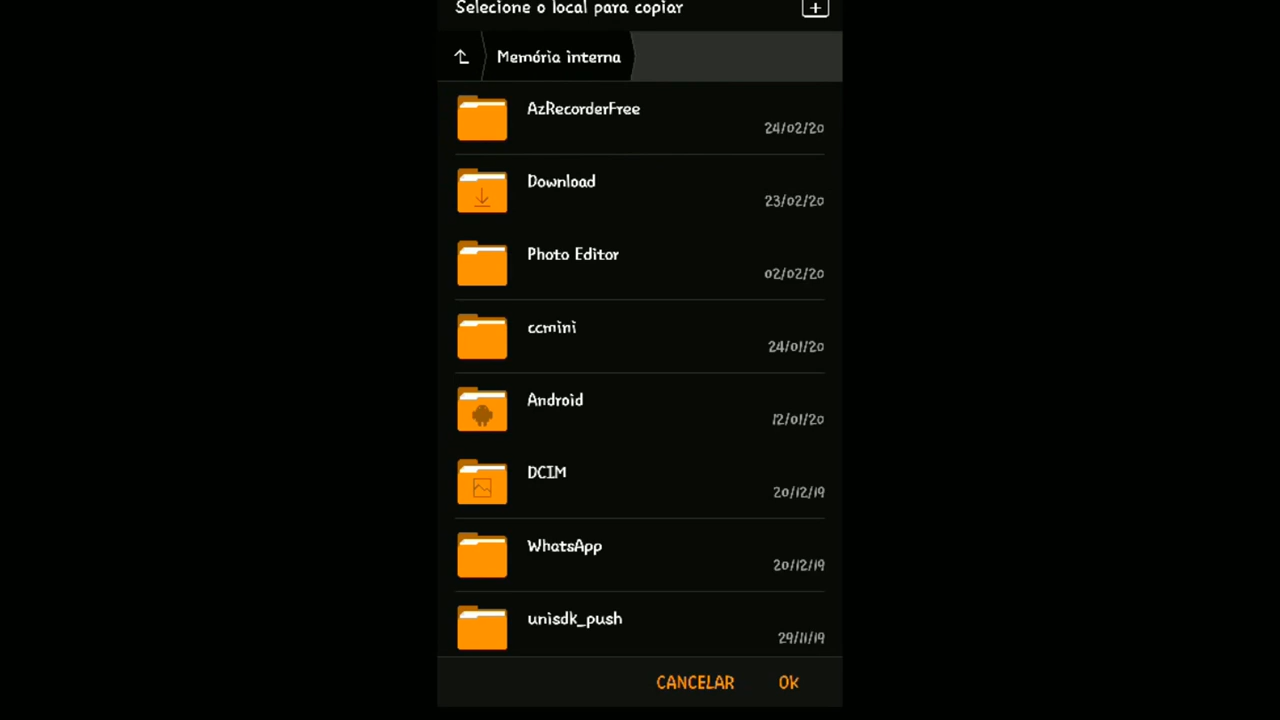 Selecione o local para copiar
Memória interna
AzRecorderFree
24/02/20
Download
23/02/20
Photo Editor
02/02/20
ccmini
24/01/20
Android
12/01/20
DCIM
20/12/19
WhatsApp
20/12/19
unisdk_push
29/11/19
CANCELAR OK